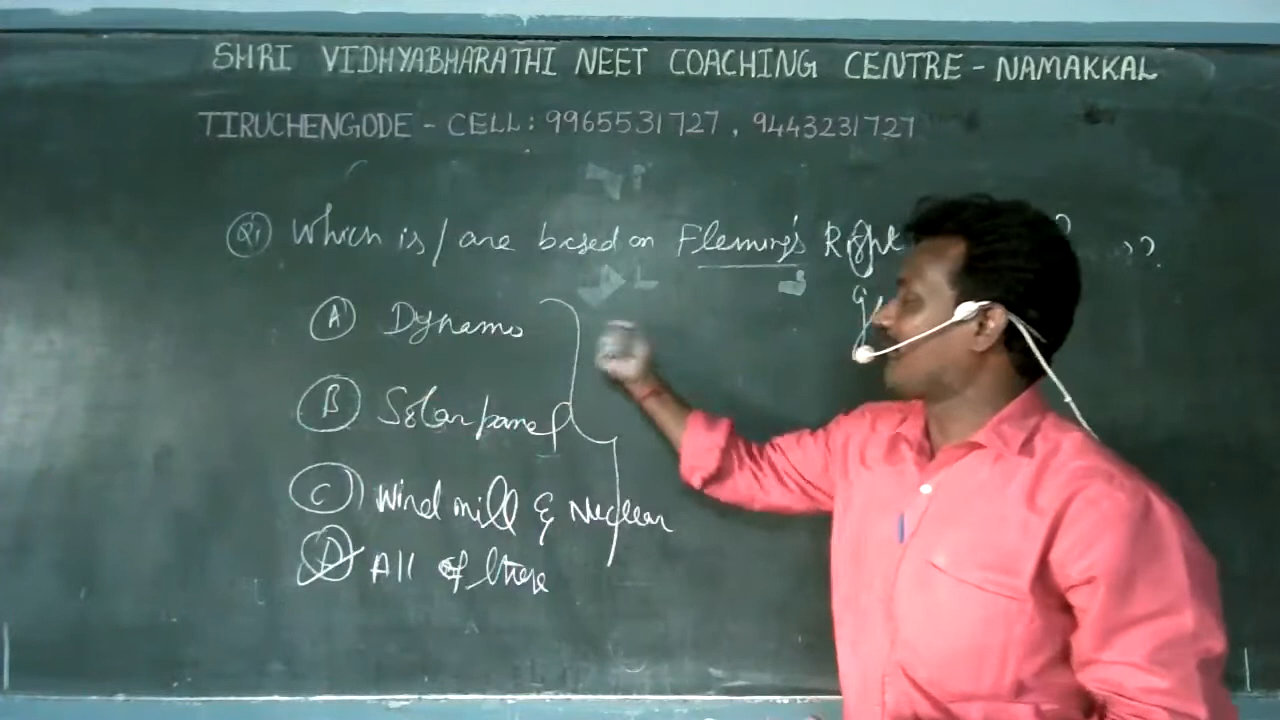 SHRI VIDHYABHARATHI NEET COACHING CENTRE - NAMAKKAL
TIRUCHENGODE - CELL : 9965531727 , 9443231727
Q1 Which is / are based on Fleming's Right ??
A Dynamo
B Solar panel
C) Wind mill & Nuclear
D All of these